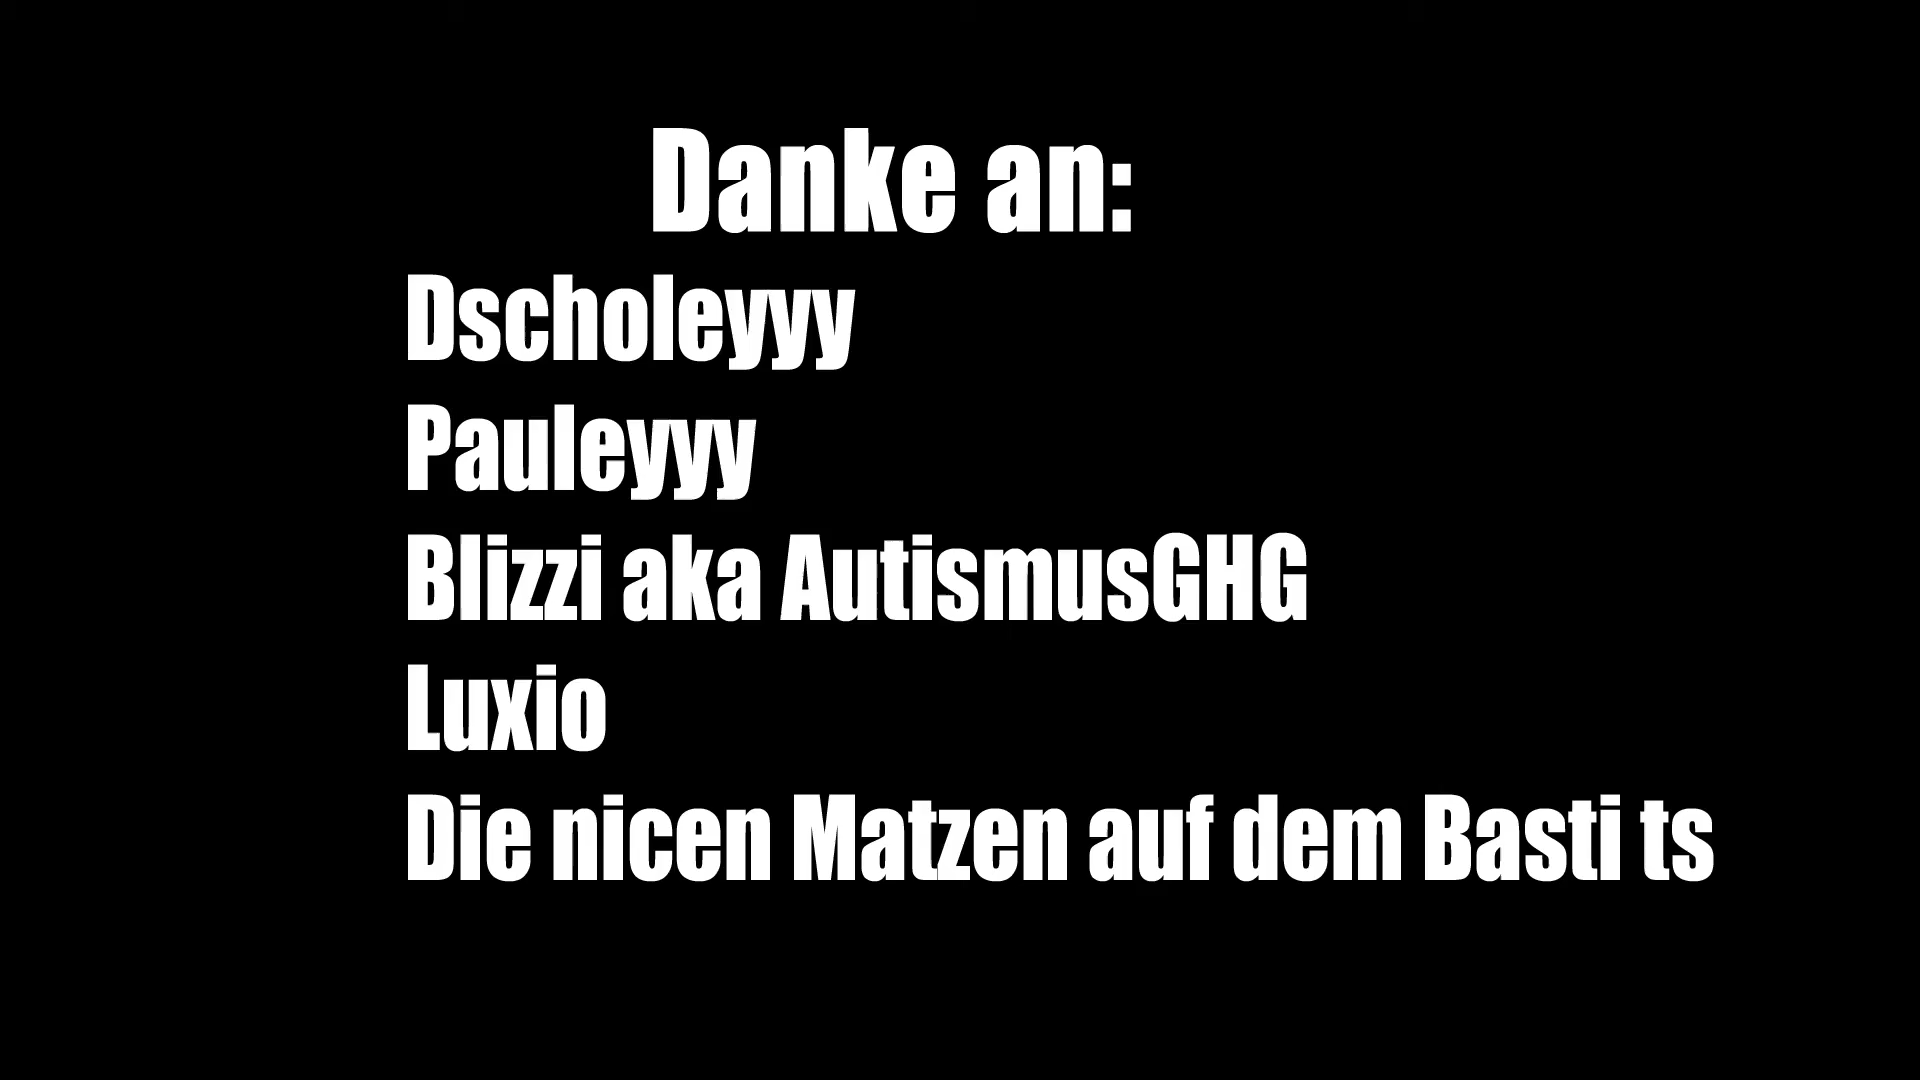 Danke an:
Dscholeyyy
Pauleyyy
Blizzi aka AutismusGHG
Luxio
Die nicen Matzen auf dem Basti ts